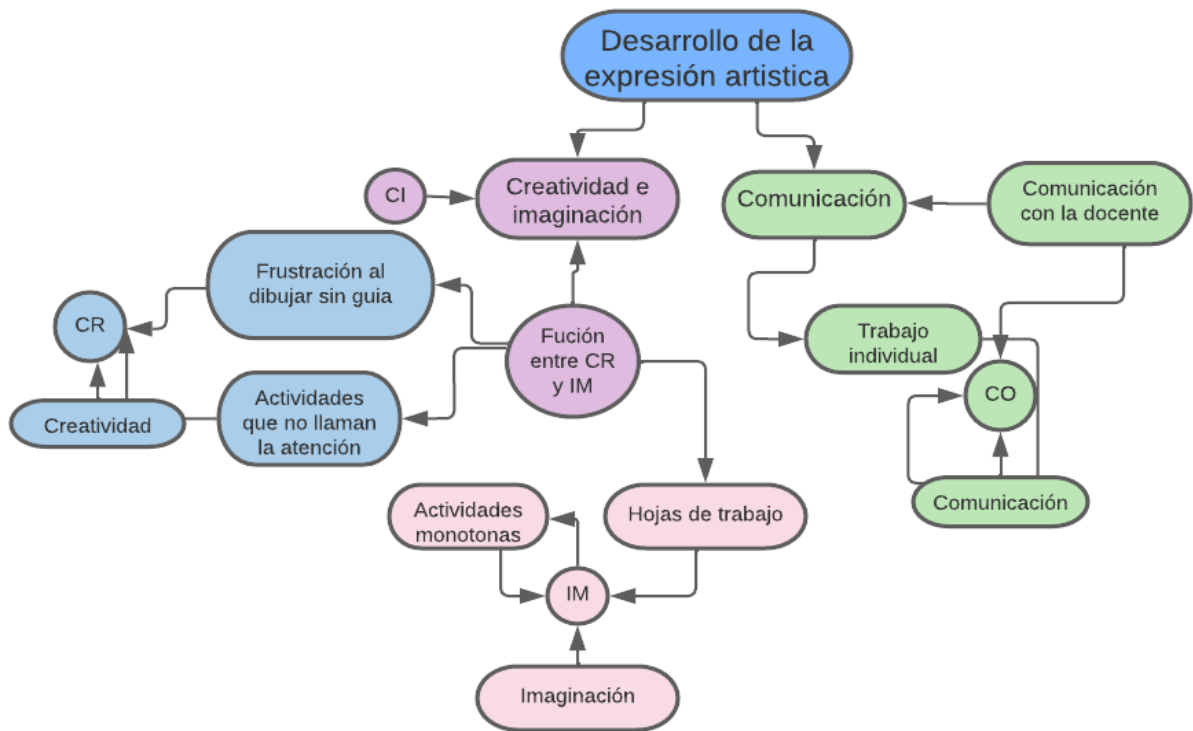 Desarrollo de la
expresión artistica
CI
Creatividad e
imaginación
Comunicación
Comunicación
con la docente
Frustración al
dibujar sin guia
CR
Fución
entre CR
y IM
Trabajo
individual
CO
Creatividad
Actividades
que no llaman
la atención
Actividades
monotonas
Hojas de trabajo
Comunicación
IM
Imaginación